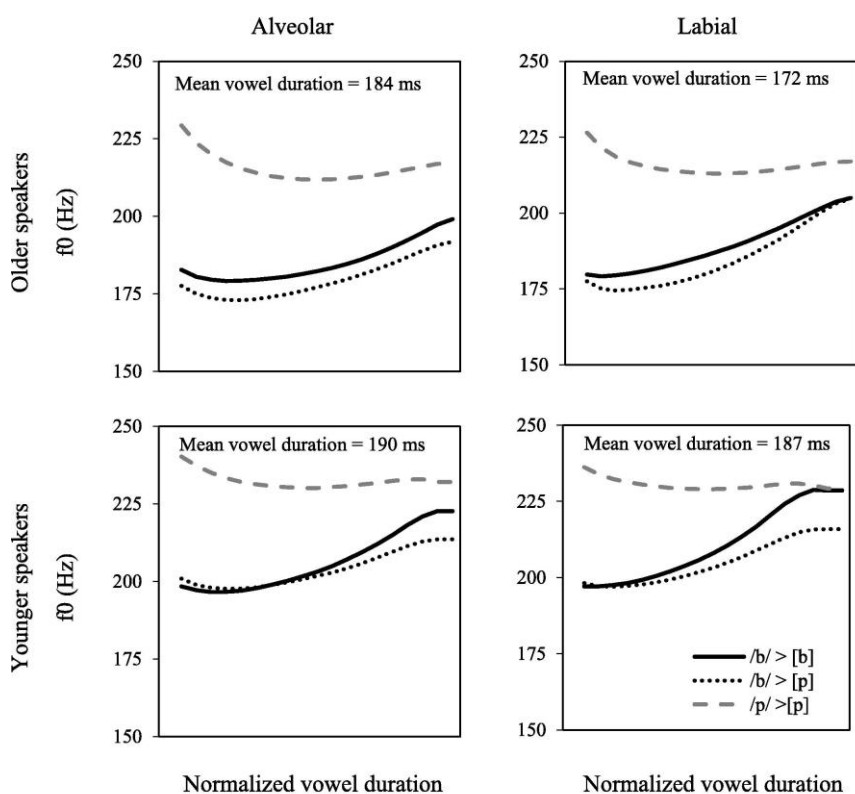 Alveolar
Labial
Older speakers
f0 (Hz)
250
225
200
175
150
Mean vowel duration = 184 ms
250
225
200
175
150
Mean vowel duration = 172 ms
Younger speakers
f0 (Hz)
250
225
200
175
150
Mean vowel duration = 190 ms
250
225
200
175
150
Mean vowel duration = 187 ms
/b/ > [b]
/b/ > [p]
/p/ >[p]
Normalized vowel duration
Normalized vowel duration